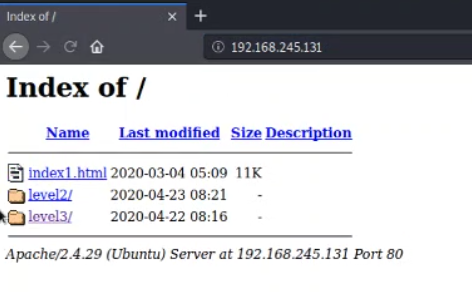 Index of /
192.168.245.131
Index of /
Name Last modified Size Description
index1.html 2020-03-04 05:09 11K
level2/ 2020-04-23 08:21 -
level3/ 2020-04-22 08:16 -
Apache/2.4.29 (Ubuntu) Server at 192.168.245.131 Port 80